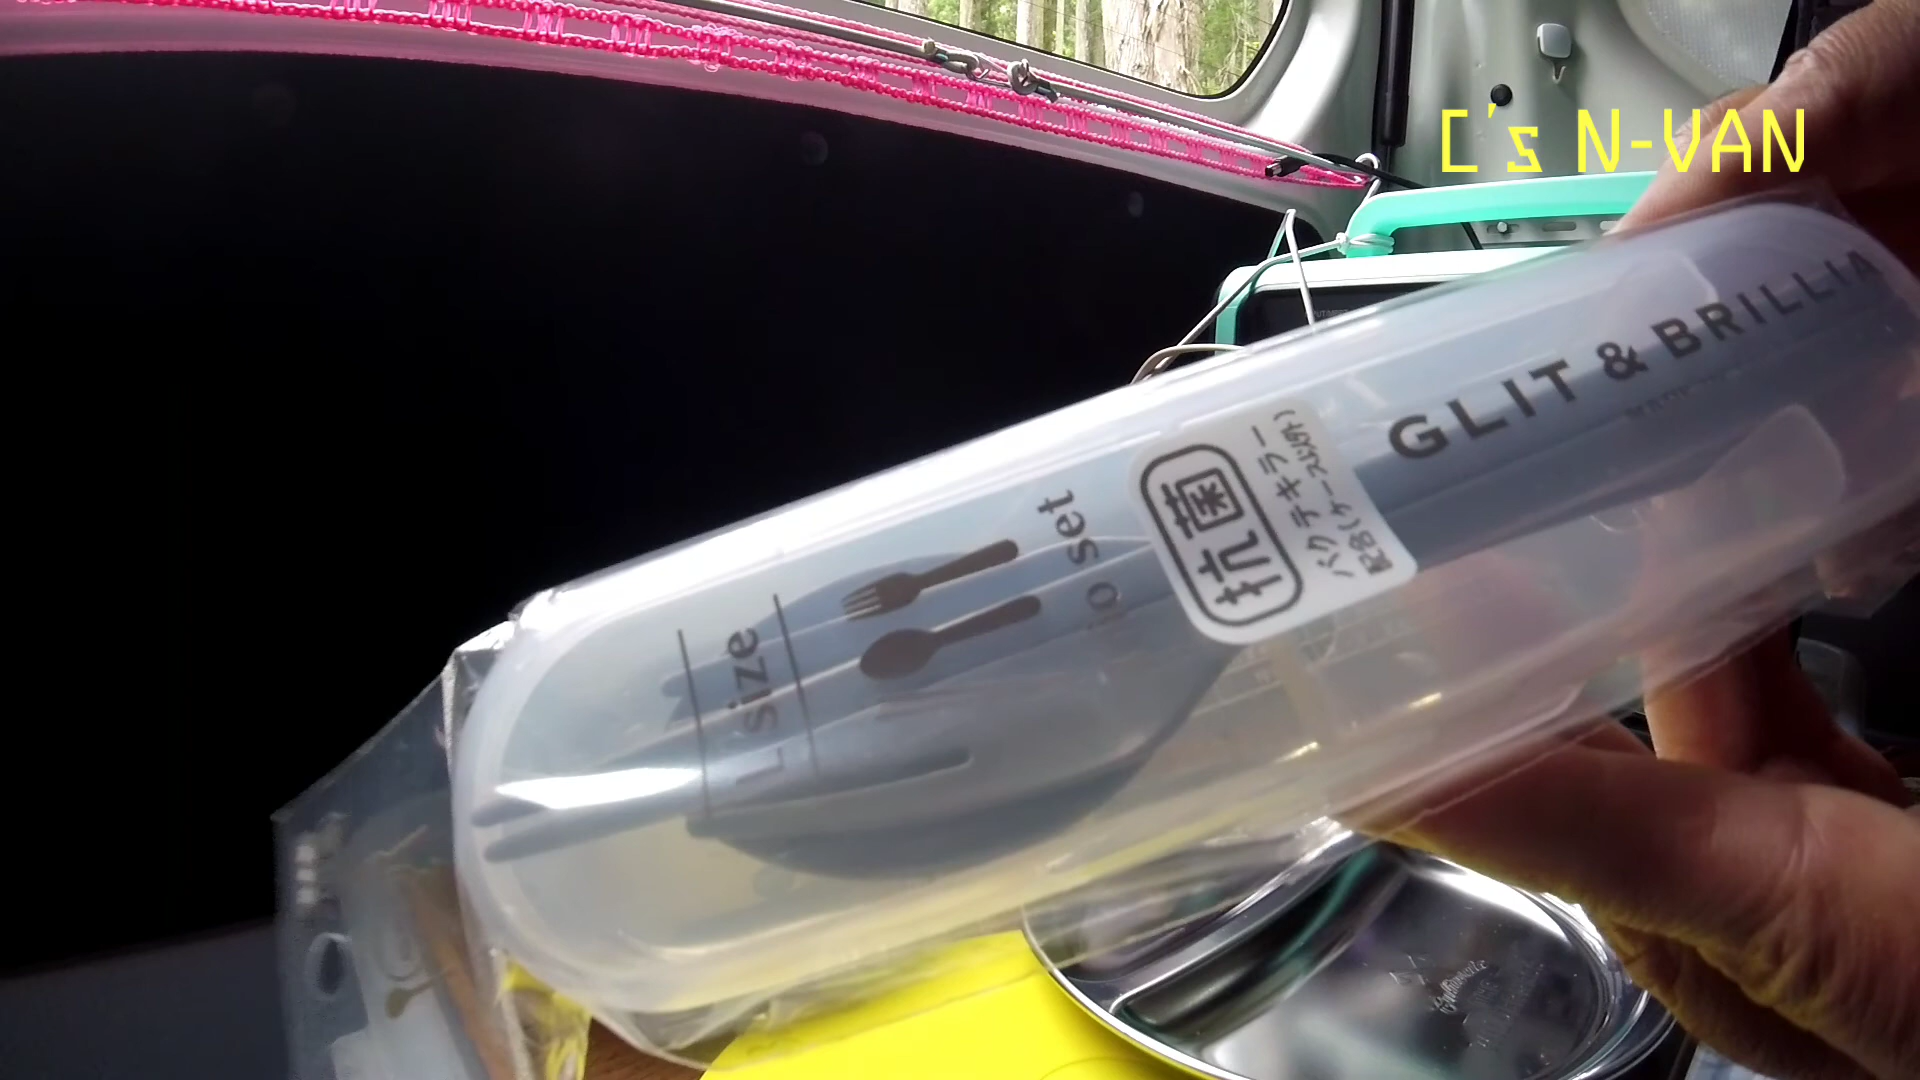 C's N-VAN
GLIT & BRILLIA
抗菌
バクテキラー
配合(ケース以外)
set
L size